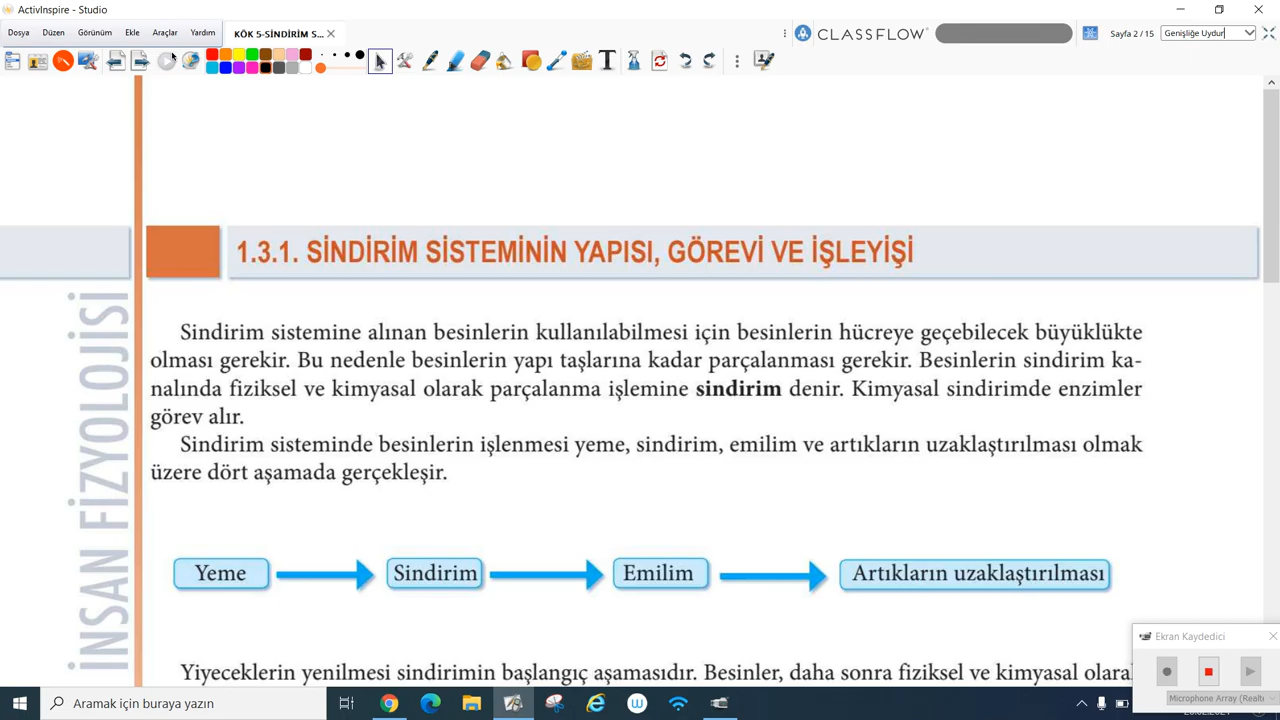 ActivInspire - Studio
Dosya Düzen Görünüm Ekle Araçlar Yardım
KÖK 5-SİNDİRİM S...
CLASSFLOW
Sayfa 2 / 15
Genişliğe Uydur
1.3.1. SİNDİRİM SİSTEMİNİN YAPISI, GÖREVİ VE İŞLEYİŞİ
İNSAN FİZYOLOJİSİ
Sindirim sistemine alınan besinlerin kullanılabilmesi için besinlerin hücreye geçebilecek büyüklükte
olması gerekir. Bu nedenle besinlerin yapı taşlarına kadar parçalanması gerekir. Besinlerin sindirim ka-
nalında fiziksel ve kimyasal olarak parçalanma işlemine sindirim denir. Kimyasal sindirimde enzimler
görev alır.
Sindirim sisteminde besinlerin işlenmesi yeme, sindirim, emilim ve artıkların uzaklaştırılması olmak
üzere dört aşamada gerçekleşir.
Yeme Sindirim Emilim Artıkların uzaklaştırılması
Yiyeceklerin yenilmesi sindirimin başlangıç aşamasıdır. Besinler, daha sonra fiziksel ve kimyasal olarak
Ekran Kaydedici
Microphone Array (Realt
Aramak için buraya yazın